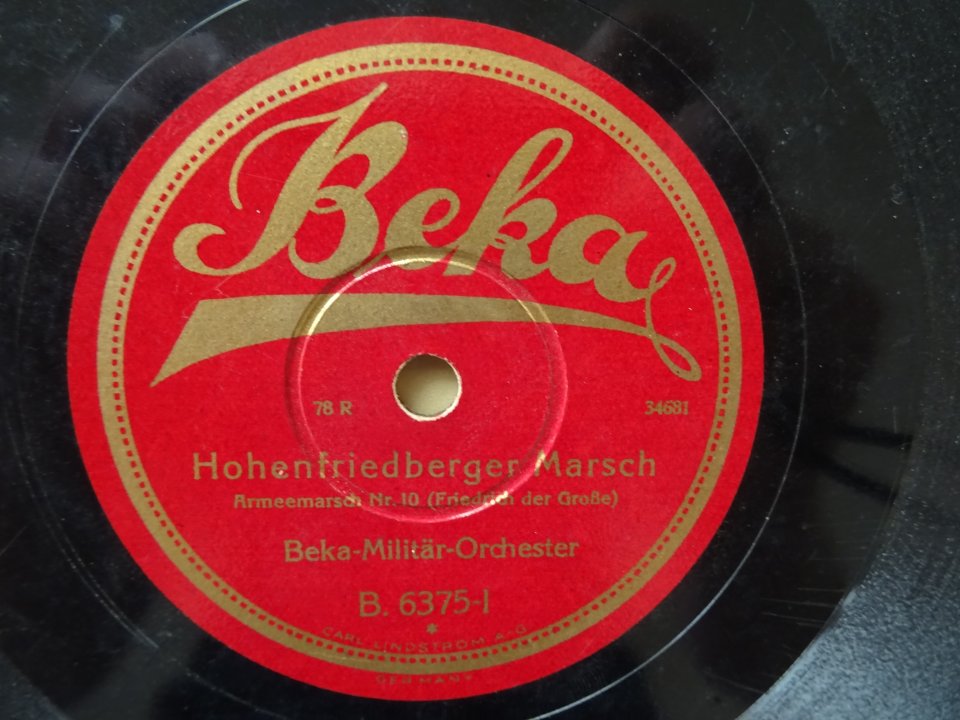 Beka
78 R 34681
Hohenfriedberger Marsch
Armeemarsch Nr. 10 (Friedrich der Große)
Beka-Militär-Orchester
B. 6375-I
CARL LINDSTRÖM A/G.
GERMANY